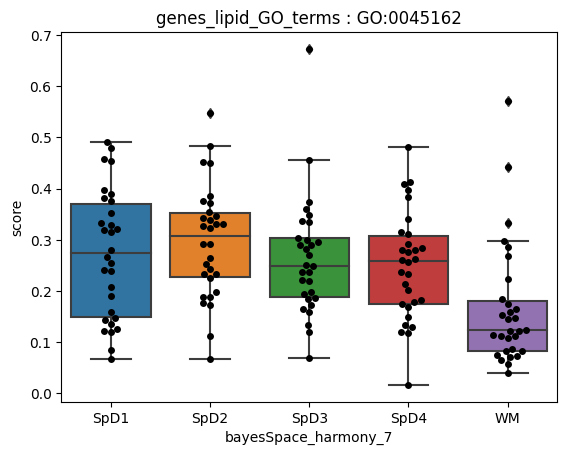 genes_lipid_GO_terms : GO:0045162
0.7
0.6
0.5
0.4
0.3
0.2
0.1
0.0
score
SpD1 SpD2 SpD3 SpD4 WM
bayesSpace_harmony_7